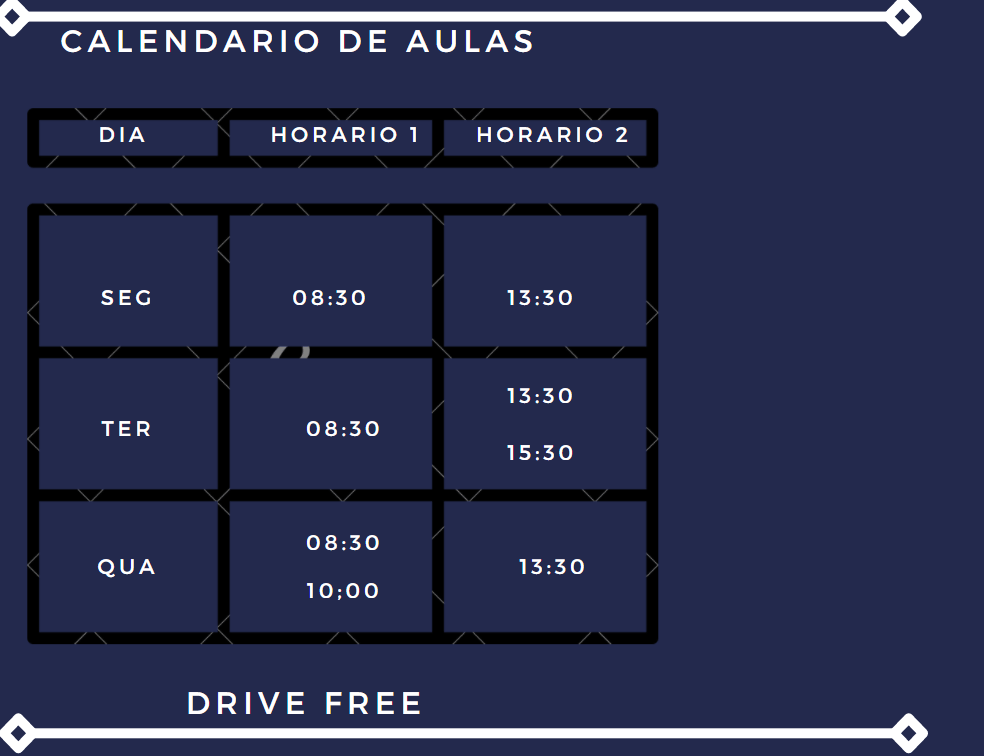 CALENDARIO DE AULAS
DIA HORARIO 1 HORARIO 2
SEG 08:30 13:30
TER 08:30 13:30
15:30
QUA 08:30 13:30
10;00
DRIVE FREE